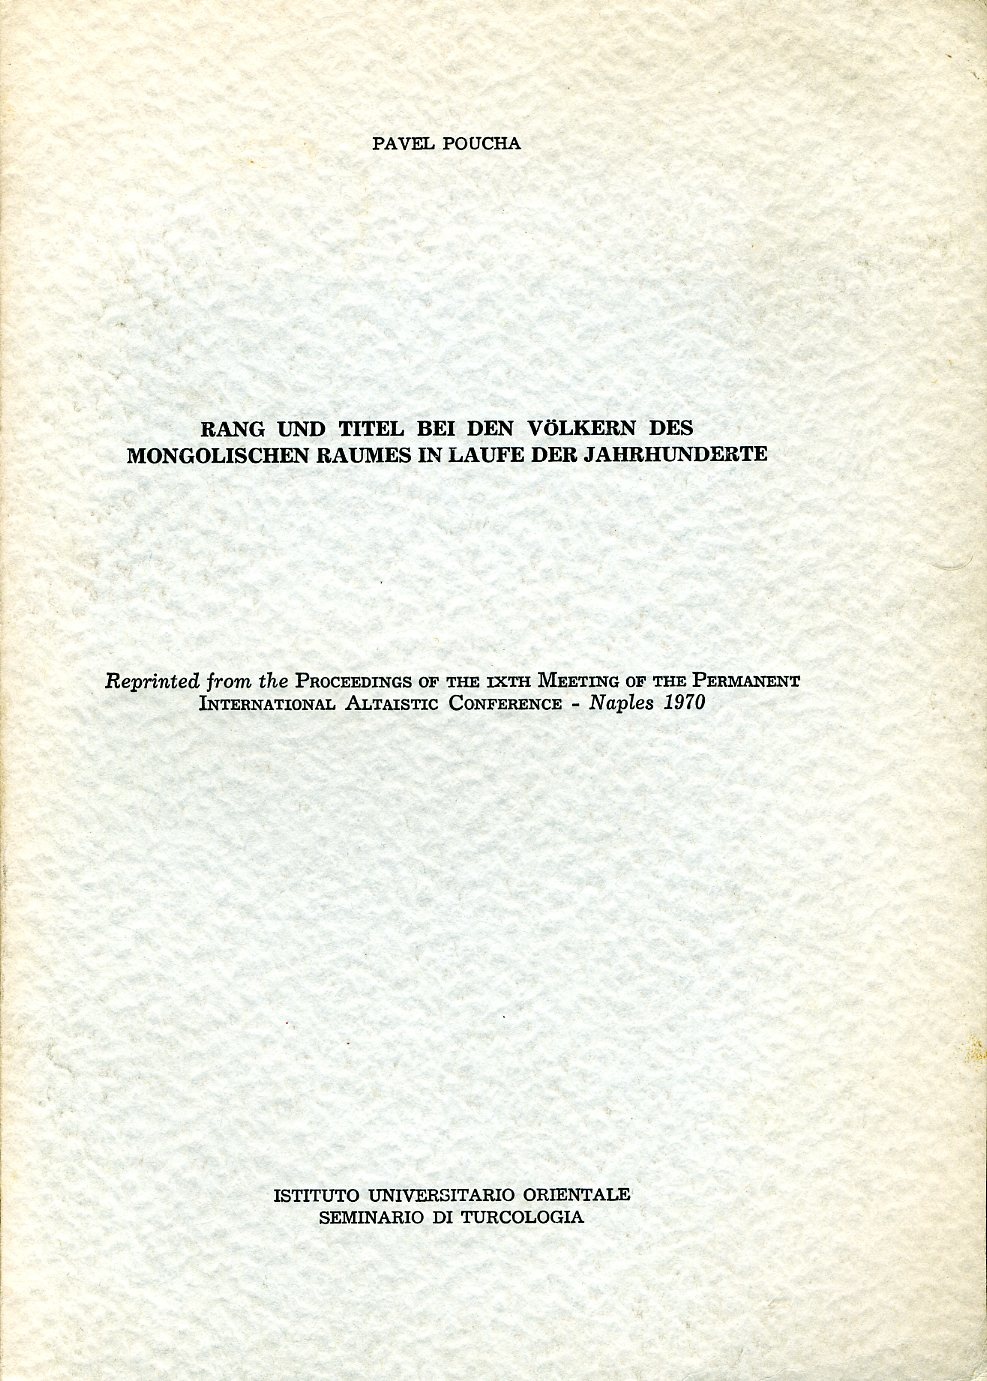 PAVEL POUCHA
RANG UND TITEL BEI DEN VÖLKERN DES
MONGOLISCHEN RAUMES IN LAUFE DER JAHRHUNDERTE
Reprinted from the PROCEEDINGS OF THE IXTH MEETING OF THE PERMANENT
INTERNATIONAL ALTAISTIC CONFERENCE - Naples 1970
ISTITUTO UNIVERSITARIO ORIENTALE
SEMINARIO DI TURCOLOGIA